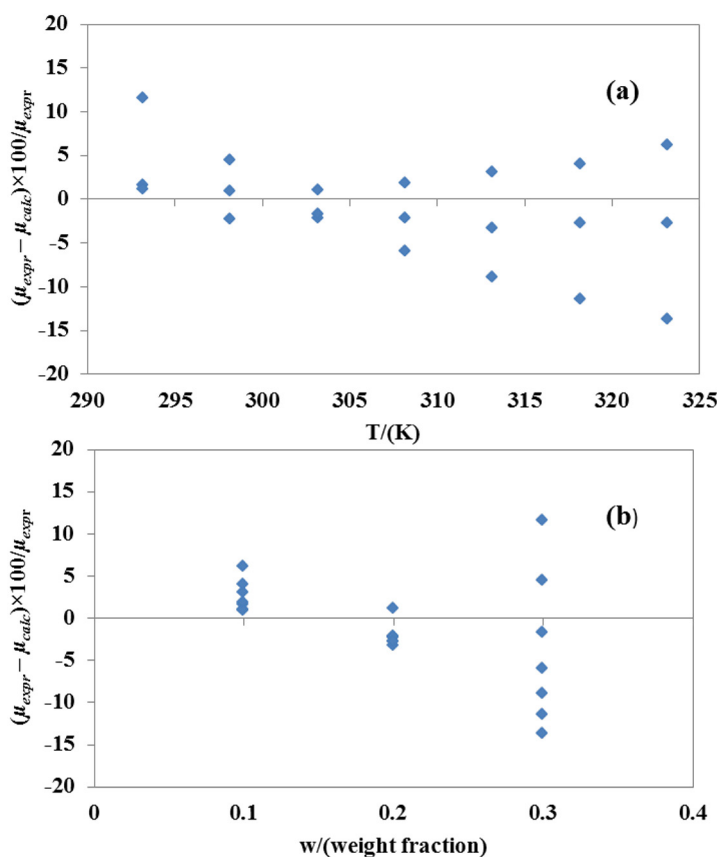 20
15
10
5
0
-5
-10
-15
-20
(μexpr − μcalc)×100/μexpr
(a)
290 295 300 305 310 315 320 325
T/(K)
20
15
10
5
0
-5
-10
-15
-20
(μexpr − μcalc)×100/μexpr
(b)
0 0.1 0.2 0.3 0.4
w/(weight fraction)